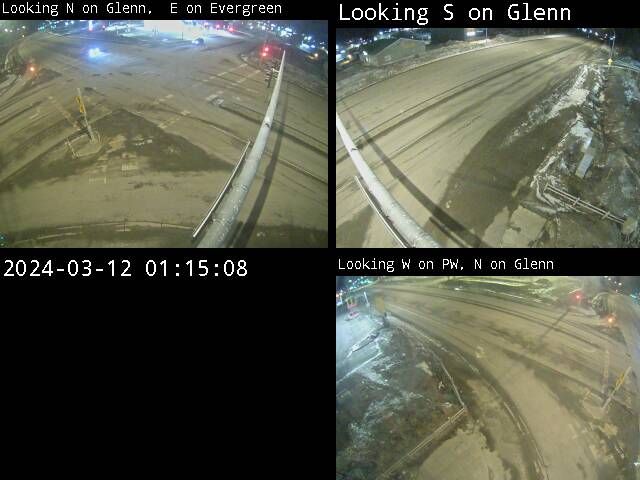 Looking N on Glenn,  E on Evergreen
Looking S on Glenn
2024-03-12 01:15:08
Looking W on PW, N on Glenn